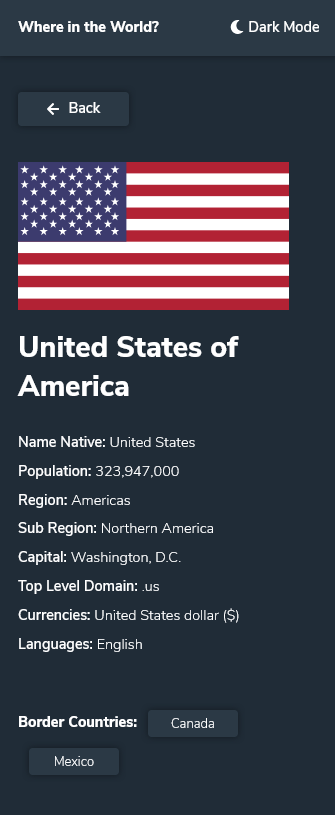 Where in the World?
Dark Mode
Back
United States of
America
Name Native: United States
Population: 323,947,000
Region: Americas
Sub Region: Northern America
Capital: Washington, D.C.
Top Level Domain: .us
Currencies: United States dollar ($)
Languages: English
Border Countries:
Canada
Mexico